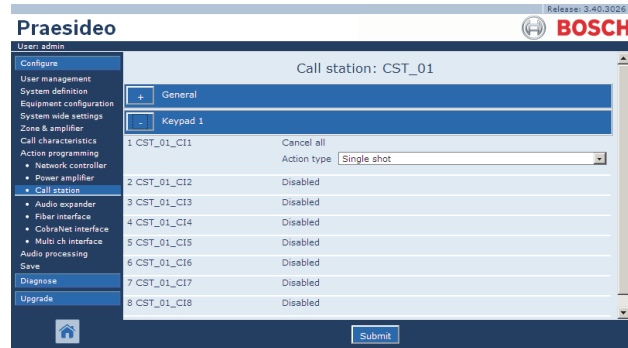 Release: 3.40.3026
Praesideo
BOSCH
User: admin
Configure
User management
System definition
Equipment configuration
System wide settings
Zone & amplifier
Call characteristics
Action programming
• Network controller
• Power amplifier
• Call station
• Audio expander
• Fiber interface
• CobraNet interface
• Multi ch interface
Audio processing
Save
Diagnose
Upgrade
Call station: CST_01
+ General
- Keypad 1
1 CST_01_CI1 Cancel all
Action type Single shot
2 CST_01_CI2 Disabled
3 CST_01_CI3 Disabled
4 CST_01_CI4 Disabled
5 CST_01_CI5 Disabled
6 CST_01_CI6 Disabled
7 CST_01_CI7 Disabled
8 CST_01_CI8 Disabled
Submit